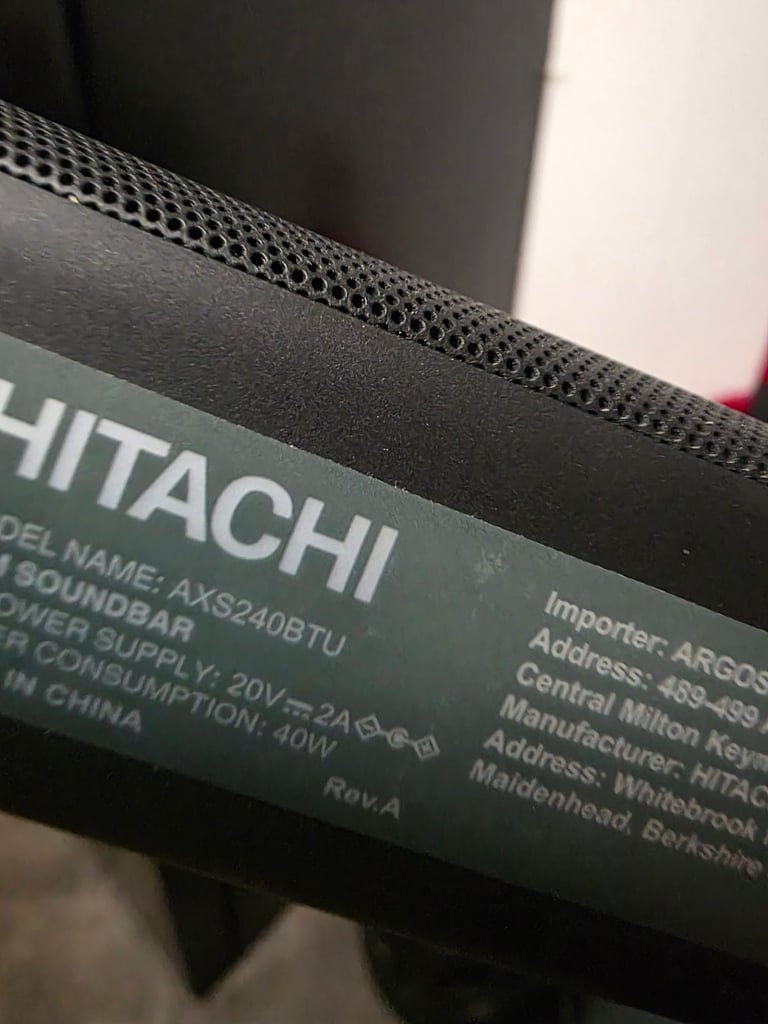 HITACHI
DEL NAME: AXS240BTU
SOUNDBAR
OWER SUPPLY: 20V⎓2A
ER CONSUMPTION: 40W
IN CHINA
Rev.A
Importer: ARGOS
Address: 489-499
Central Milton Keyn
Manufacturer: HITAC
Address: Whitebrook
Maidenhead, Berkshire